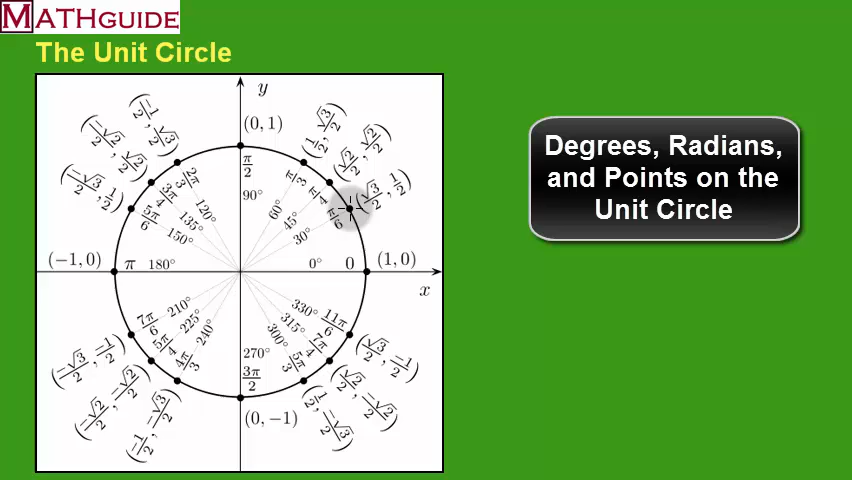 MATHGUIDE
The Unit Circle
Degrees, Radians,
and Points on the
Unit Circle
y
x
(0, 1)
π/2
90°
(1/2, √3/2)
π/3
60°
(√2/2, √2/2)
π/4
45°
(√3/2, 1/2)
π/6
30°
(1, 0)
0
0°
(−1/2, √3/2)
2π/3
120°
(−√2/2, √2/2)
3π/4
135°
(−√3/2, 1/2)
5π/6
150°
(−1, 0)
π
180°
(−√3/2, −1/2)
7π/6
210°
(−√2/2, −√2/2)
5π/4
225°
(−1/2, −√3/2)
4π/3
240°
(0, −1)
3π/2
270°
(1/2, −√3/2)
5π/3
300°
(√2/2, −√2/2)
7π/4
315°
(√3/2, −1/2)
11π/6
330°